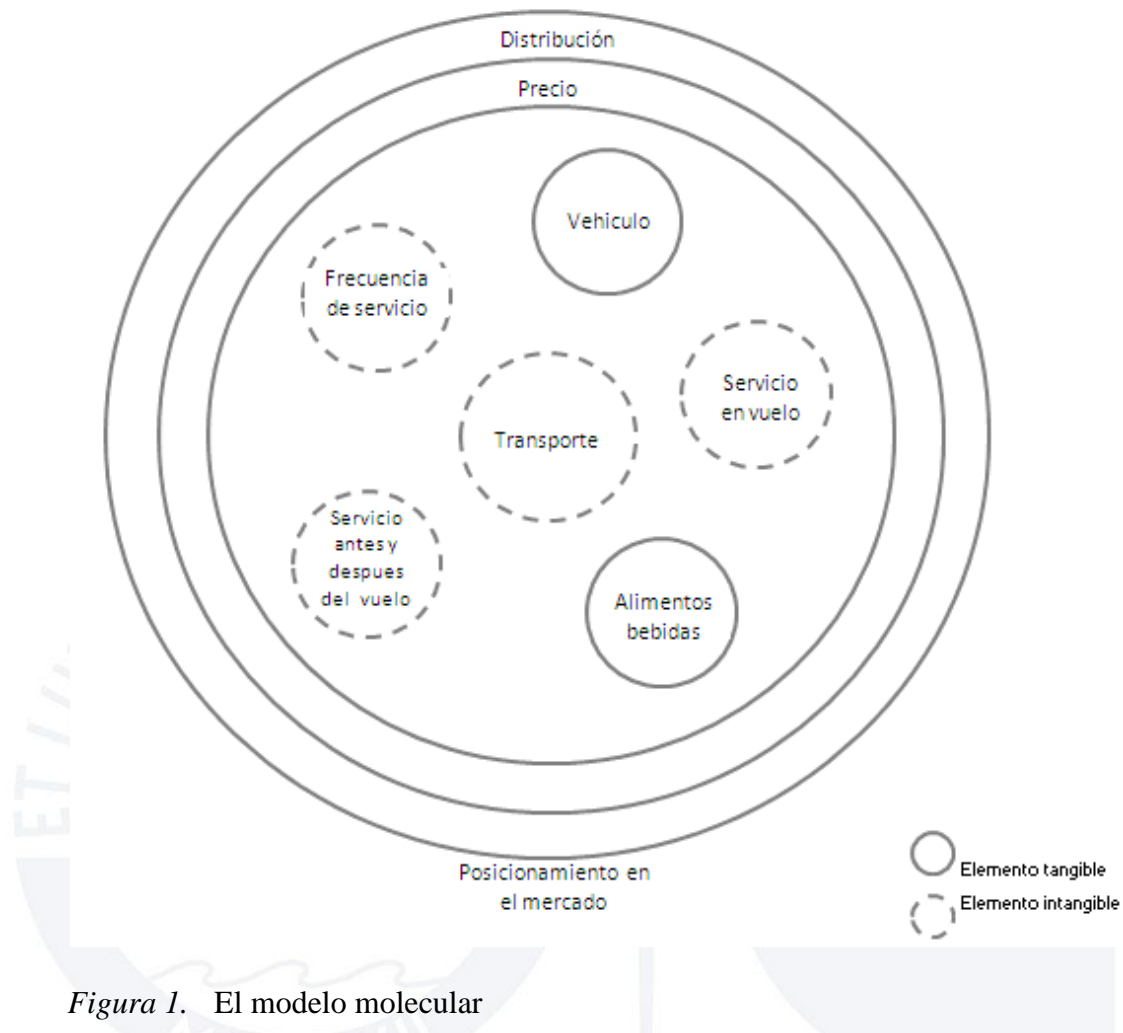 Distribución
Precio
Vehiculo
Frecuencia
de servicio
Servicio
en vuelo
Transporte
Servicio
antes y
despues
del vuelo
Alimentos
bebidas
Posicionamiento en
el mercado
Elemento tangible
Elemento intangible
ET
Figura 1. El modelo molecular